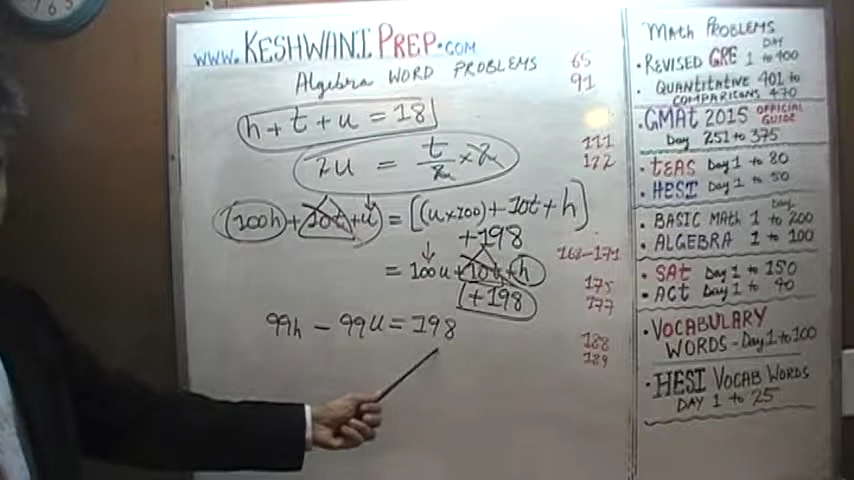 www.KESHWANIPREP.com
Algebra WORD PROBLEMS
65
91
h + t + u = 18
2u = t/2 × 2
111
122
(100h + 10t + u) = [(u×100) + 10t + h]
+198
= 100u + 10t + h
+198
168-171
175
177
99h - 99u = 198
188
189
MATH PROBLEMS
• REVISED GRE DAY 1 to 400
• QUANTITATIVE 401 to
COMPARISONS 470
• GMAT 2015 OFFICIAL GUIDE
Day 251 to 375
• TEAS Day 1 to 80
• HESI Day 1 to 50
• BASIC MATH Day 1 to 200
• ALGEBRA 1 to 100
• SAT Day 1 to 150
• ACT Day 1 to 90
• VOCABULARY
WORDS - Day 1 to 100
• HESI VOCAB WORDS
DAY 1 to 25